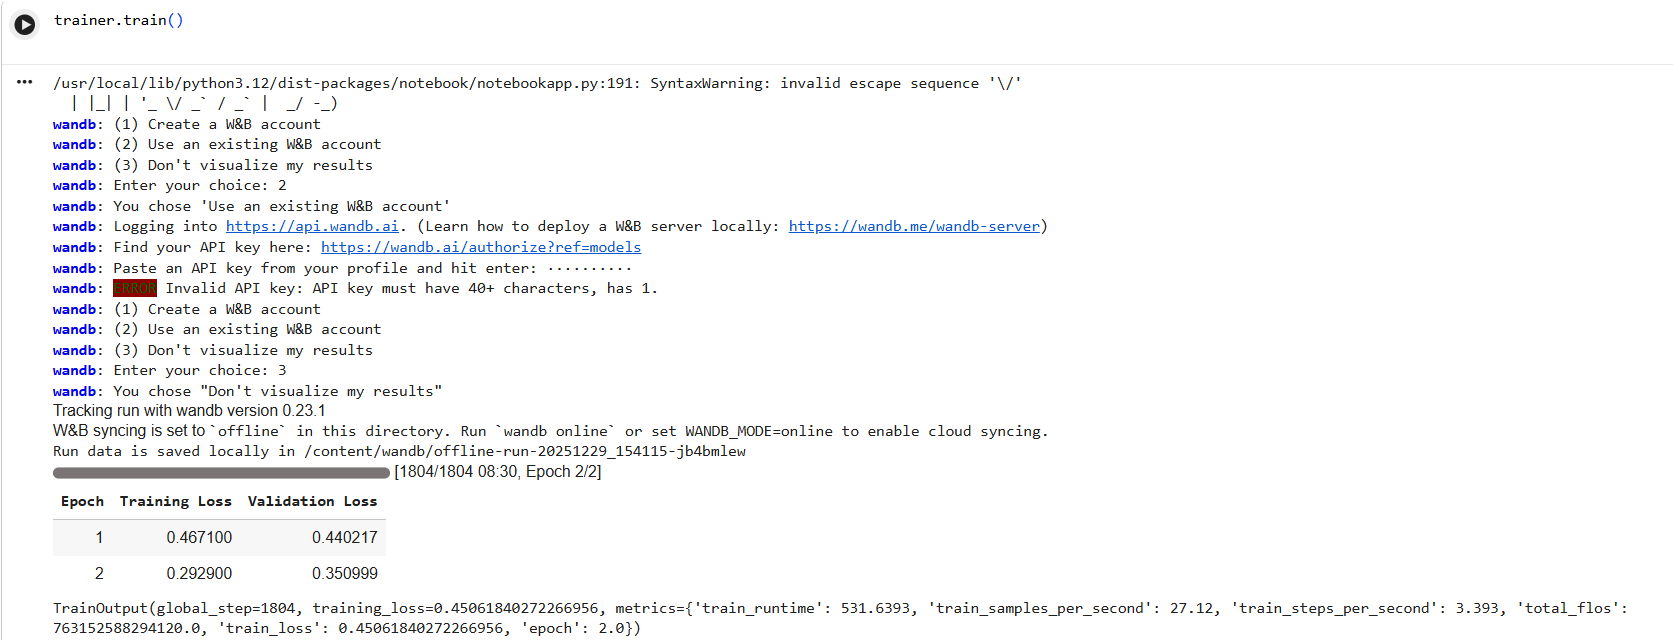 trainer.train()
/usr/local/lib/python3.12/dist-packages/notebook/notebookapp.py:191: SyntaxWarning: invalid escape sequence '\/'
  | |_| | '_ \/ _` / _` |  _/ -_)
wandb: (1) Create a W&B account
wandb: (2) Use an existing W&B account
wandb: (3) Don't visualize my results
wandb: Enter your choice: 2
wandb: You chose 'Use an existing W&B account'
wandb: Logging into https://api.wandb.ai. (Learn how to deploy a W&B server locally: https://wandb.me/wandb-server)
wandb: Find your API key here: https://wandb.ai/authorize?ref=models
wandb: Paste an API key from your profile and hit enter: ··········
wandb: ERROR Invalid API key: API key must have 40+ characters, has 1.
wandb: (1) Create a W&B account
wandb: (2) Use an existing W&B account
wandb: (3) Don't visualize my results
wandb: Enter your choice: 3
wandb: You chose "Don't visualize my results"
Tracking run with wandb version 0.23.1
W&B syncing is set to `offline` in this directory. Run `wandb online` or set WANDB_MODE=online to enable cloud syncing.
Run data is saved locally in /content/wandb/offline-run-20251229_154115-jb4bmlew
[1804/1804 08:30, Epoch 2/2]
Epoch Training Loss Validation Loss
1 0.467100 0.440217
2 0.292900 0.350999
TrainOutput(global_step=1804, training_loss=0.45061840272266956, metrics={'train_runtime': 531.6393, 'train_samples_per_second': 27.12, 'train_steps_per_second': 3.393, 'total_flos':
763152588294120.0, 'train_loss': 0.45061840272266956, 'epoch': 2.0})